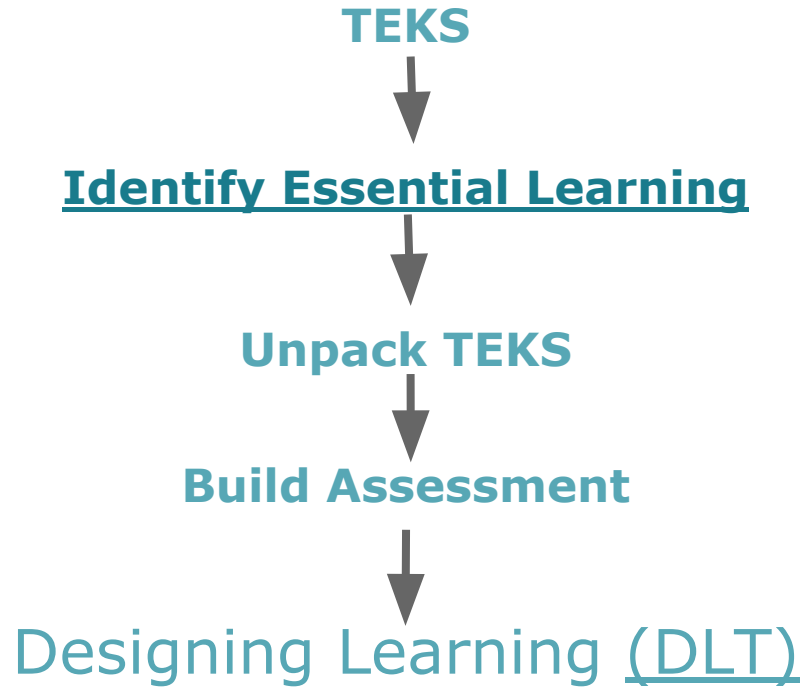 TEKS
Identify Essential Learning
Unpack TEKS
Build Assessment
Designing Learning (DLT)